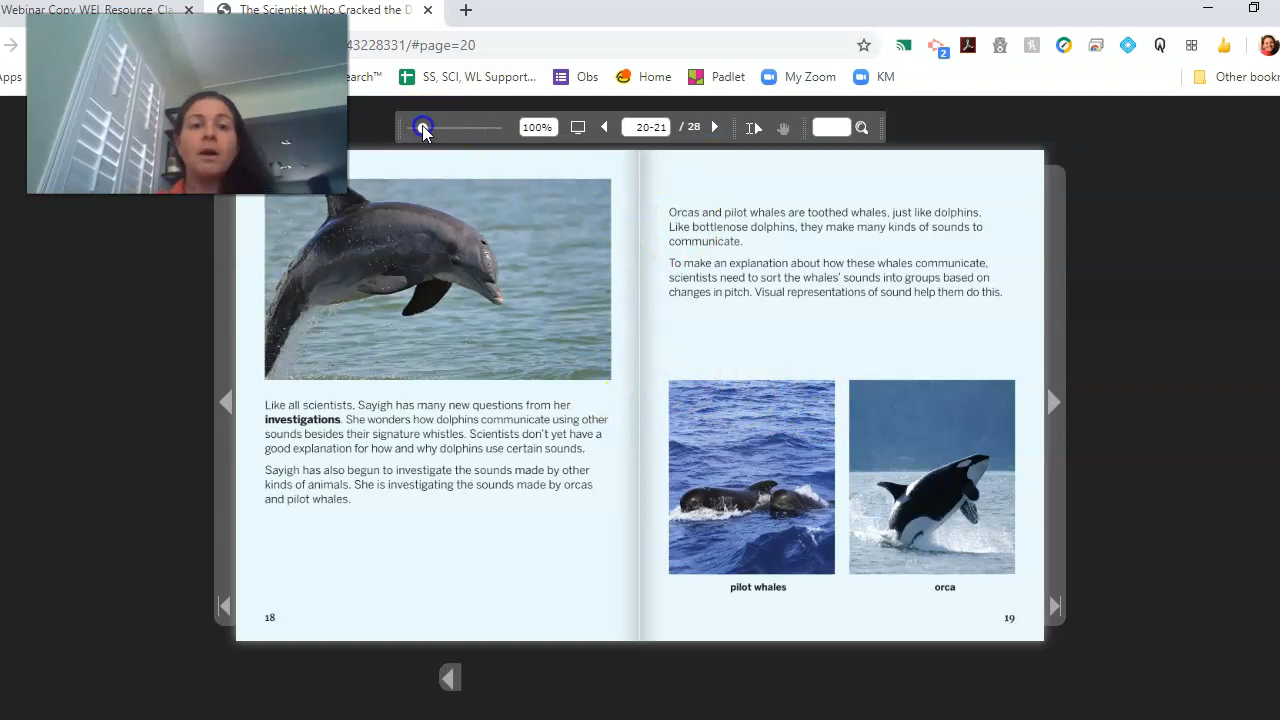 Webinar Copy WEL Resource Cla
The Scientist Who Cracked the D
43228331/#page=20
2
Apps
earch™
SS, SCI, WL Support...
Obs
Home
Padlet
My Zoom
KM
Other book
100%
20-21
/ 28
Orcas and pilot whales are toothed whales, just like dolphins.
Like bottlenose dolphins, they make many kinds of sounds to
communicate.
To make an explanation about how these whales communicate,
scientists need to sort the whales' sounds into groups based on
changes in pitch. Visual representations of sound help them do this.
Like all scientists, Sayigh has many new questions from her
investigations. She wonders how dolphins communicate using other
sounds besides their signature whistles. Scientists don't yet have a
good explanation for how and why dolphins use certain sounds.
Sayigh has also begun to investigate the sounds made by other
kinds of animals. She is investigating the sounds made by orcas
and pilot whales.
pilot whales
orca
18
19